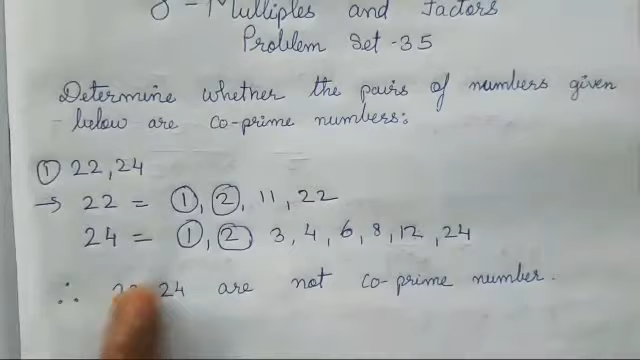 8 - Multiples and Factors
Problem Set -35
Determine whether the pairs of numbers given
below are co-prime numbers:
① 22, 24
→ 22 = ①, ②, 11, 22
24 = ①, ② 3, 4, 6, 8, 12, 24
∴ 24 are not co-prime number.